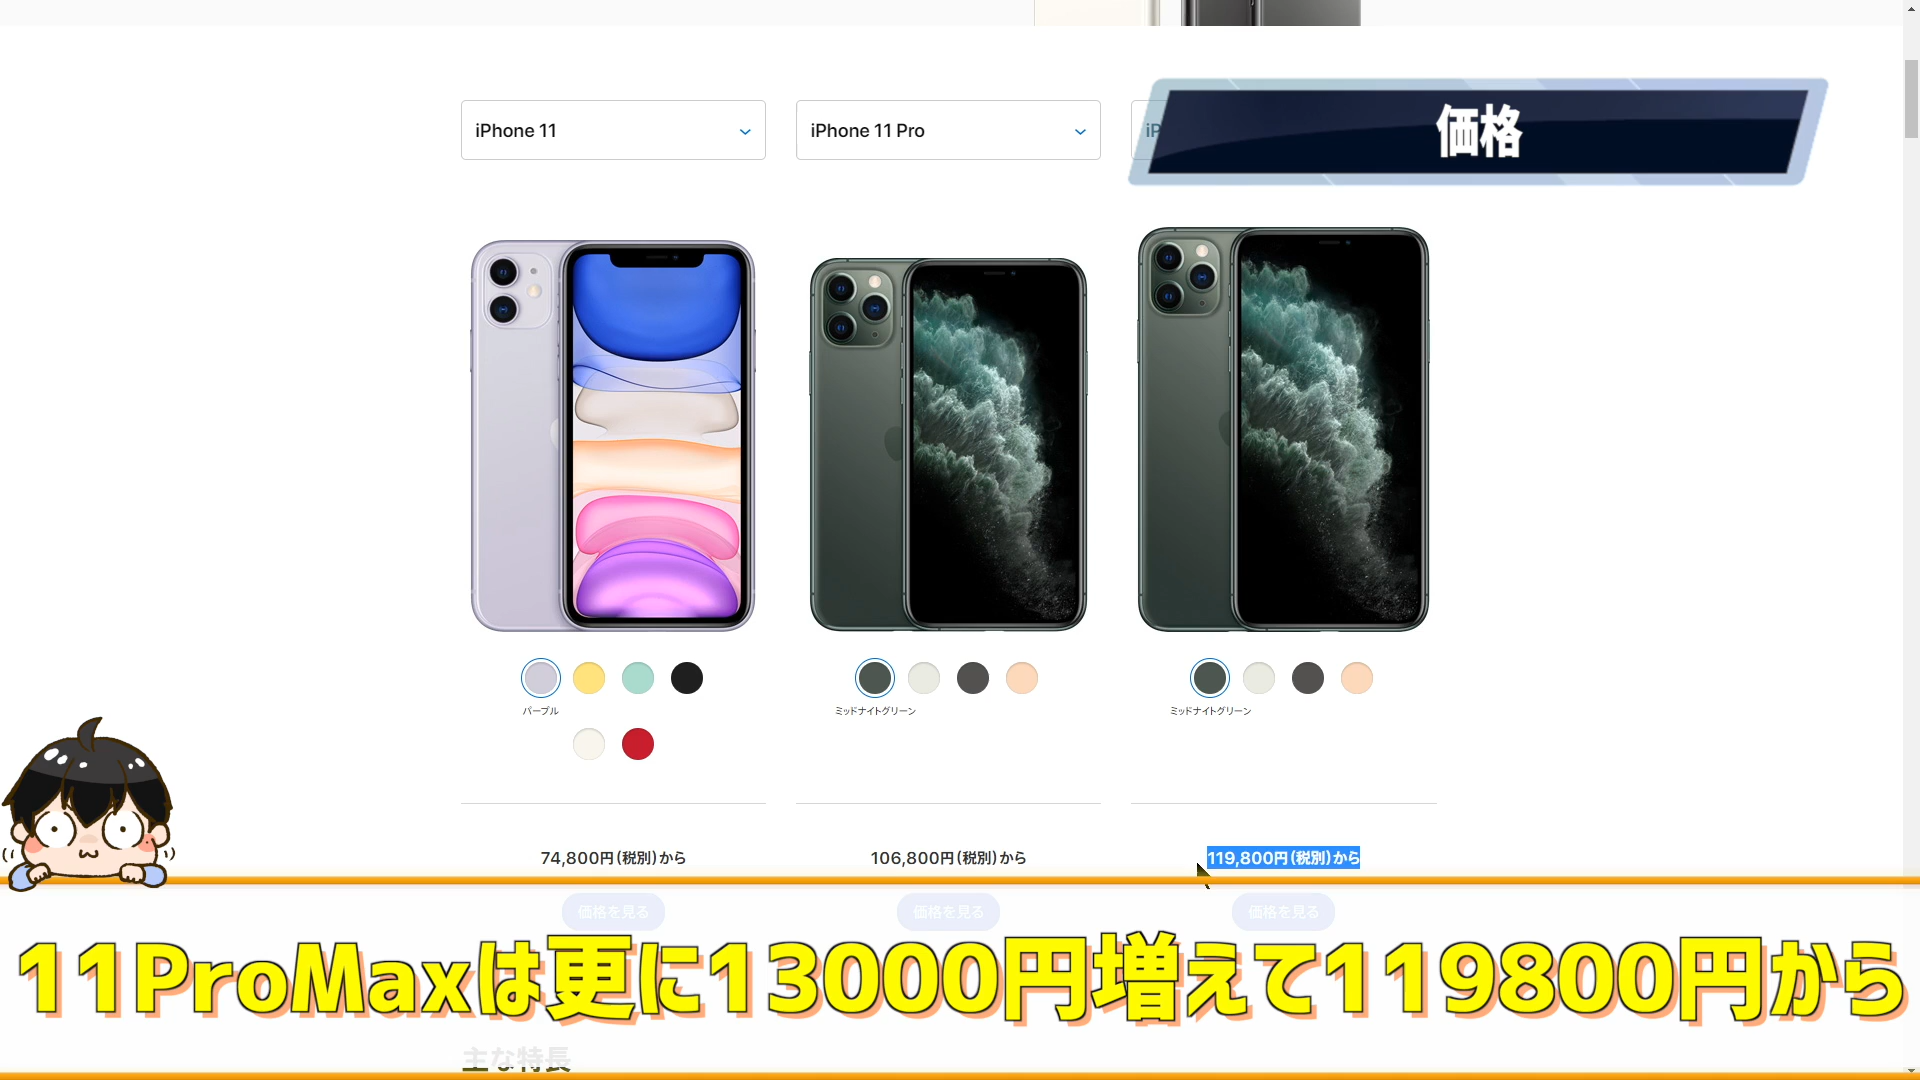 iPhone 11
iPhone 11 Pro
iP
価格
パープル
ミッドナイトグリーン
ミッドナイトグリーン
74,800円(税別)から
106,800円(税別)から
119,800円(税別)から
価格を見る
価格を見る
価格を見る
11ProMaxは更に13000円増えて119800円から
主な特長